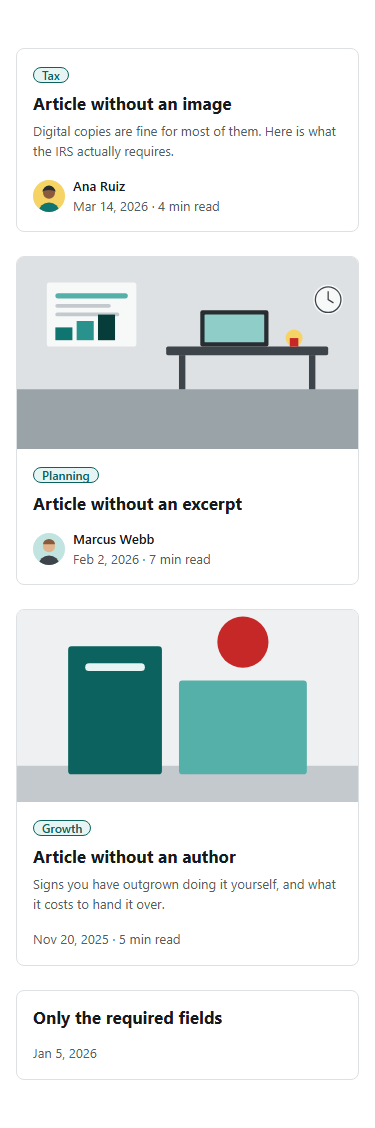 Tax
Article without an image
Digital copies are fine for most of them. Here is what
the IRS actually requires.
Ana Ruiz
Mar 14, 2026 · 4 min read
Planning
Article without an excerpt
Marcus Webb
Feb 2, 2026 · 7 min read
Growth
Article without an author
Signs you have outgrown doing it yourself, and what
it costs to hand it over.
Nov 20, 2025 · 5 min read
Only the required fields
Jan 5, 2026